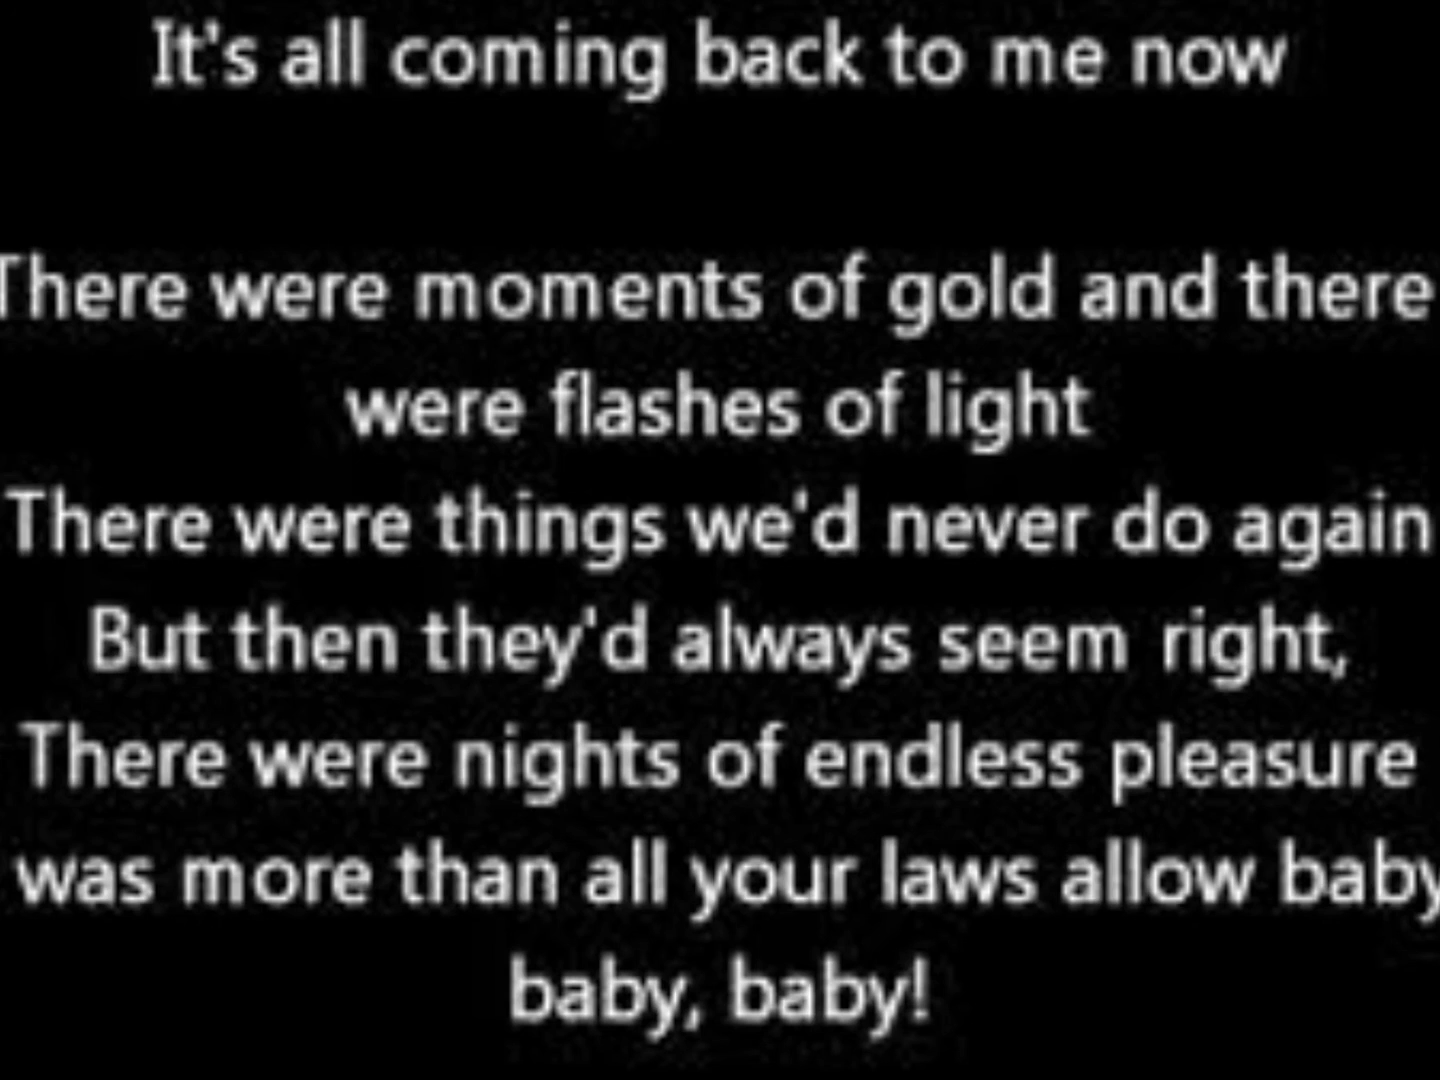 It's all coming back to me now
There were moments of gold and there
were flashes of light
There were things we'd never do again
But then they'd always seem right,
There were nights of endless pleasure
was more than all your laws allow baby
baby, baby!